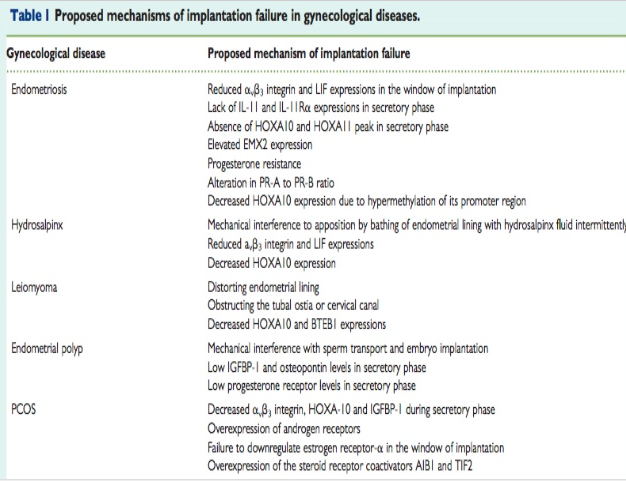 Table I Proposed mechanisms of implantation failure in gynecological diseases.
Gynecological disease Proposed mechanism of implantation failure
Endometriosis Reduced αᵥβ₃ integrin and LIF expressions in the window of implantation
Lack of IL-11 and IL-11Rα expressions in secretory phase
Absence of HOXA10 and HOXA11 peak in secretory phase
Elevated EMX2 expression
Progesterone resistance
Alteration in PR-A to PR-B ratio
Decreased HOXA10 expression due to hypermethylation of its promoter region
Hydrosalpinx Mechanical interference to apposition by bathing of endometrial lining with hydrosalpinx fluid intermittently
Reduced aᵥβ₃ integrin and LIF expressions
Decreased HOXA10 expression
Leiomyoma Distorting endometrial lining
Obstructing the tubal ostia or cervical canal
Decreased HOXA10 and BTEB1 expressions
Endometrial polyp Mechanical interference with sperm transport and embryo implantation
Low IGFBP-1 and osteopontin levels in secretory phase
Low progesterone receptor levels in secretory phase
PCOS Decreased αᵥβ₃ integrin, HOXA-10 and IGFBP-1 during secretory phase
Overexpression of androgen receptors
Failure to downregulate estrogen receptor-α in the window of implantation
Overexpression of the steroid receptor coactivators AIB1 and TIF2